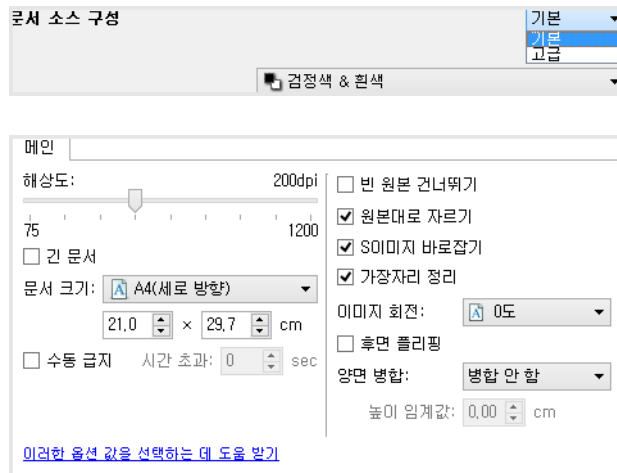 문서 소스 구성
기본
기본
고급
검정색 & 흰색
메인
해상도: 200dpi
75 1200
긴 문서
문서 크기: A4(세로 방향)
21,0 × 29,7 cm
수동 급지 시간 초과: 0 sec
이러한 옵션 값을 선택하는 데 도움 받기
빈 원본 건너뛰기
원본대로 자르기
S이미지 바로잡기
가장자리 정리
이미지 회전: 0도
후면 플리핑
양면 병합: 병합 안 함
높이 임계값: 0,00 cm